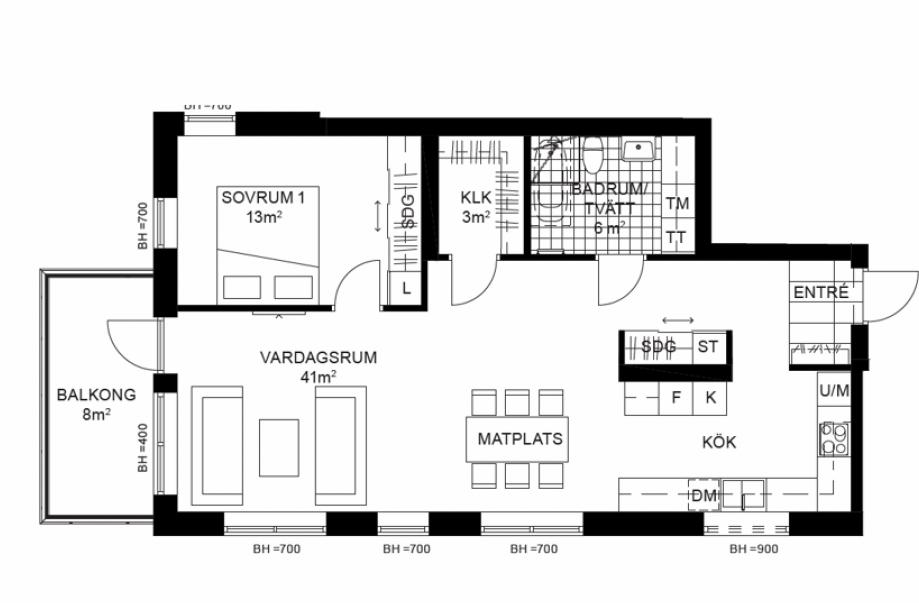 BH =700
SOVRUM 1
13m²
SDG
L
KLK
3m²
BADRUM/
TVÄTT
6 m²
TM
TT
BH =700
ENTRÉ
SDG
ST
VARDAGSRUM
41m²
BALKONG
8m²
BH =400
MATPLATS
F
K
U/M
KÖK
DM
BH =700
BH =700
BH =700
BH =900